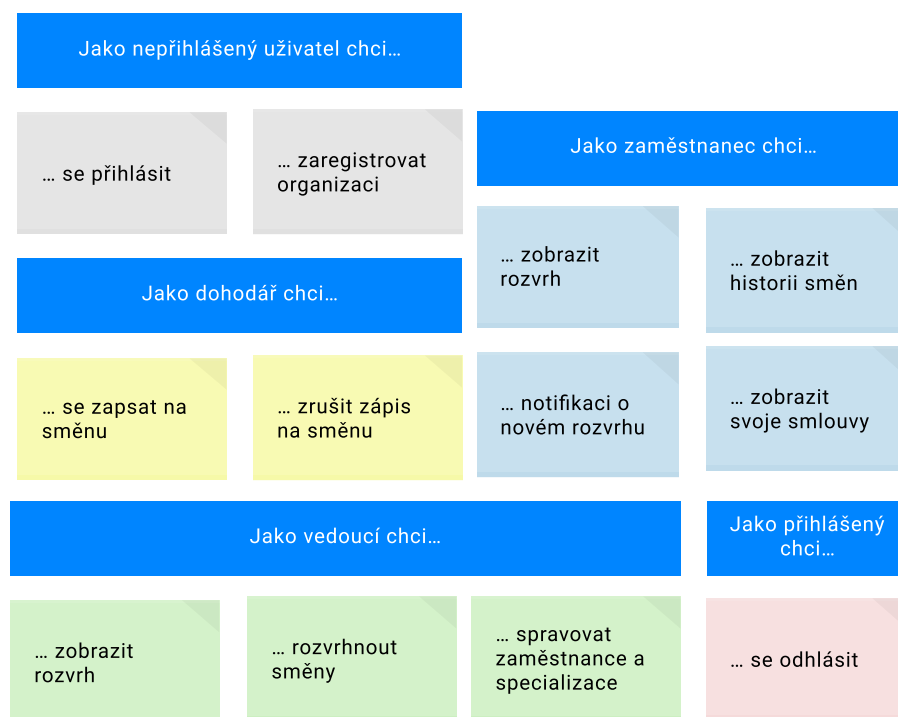 Jako nepřihlášený uživatel chci…
… se přihlásit
… zaregistrovat
organizaci
Jako zaměstnanec chci…
… zobrazit
rozvrh
… zobrazit
historii směn
… notifikaci o
novém rozvrhu
… zobrazit
svoje smlouvy
Jako dohodář chci…
… se zapsat na
směnu
… zrušit zápis
na směnu
Jako vedoucí chci…
… zobrazit
rozvrh
… rozvrhnout
směny
… spravovat
zaměstnance a
specializace
Jako přihlášený
chci…
… se odhlásit